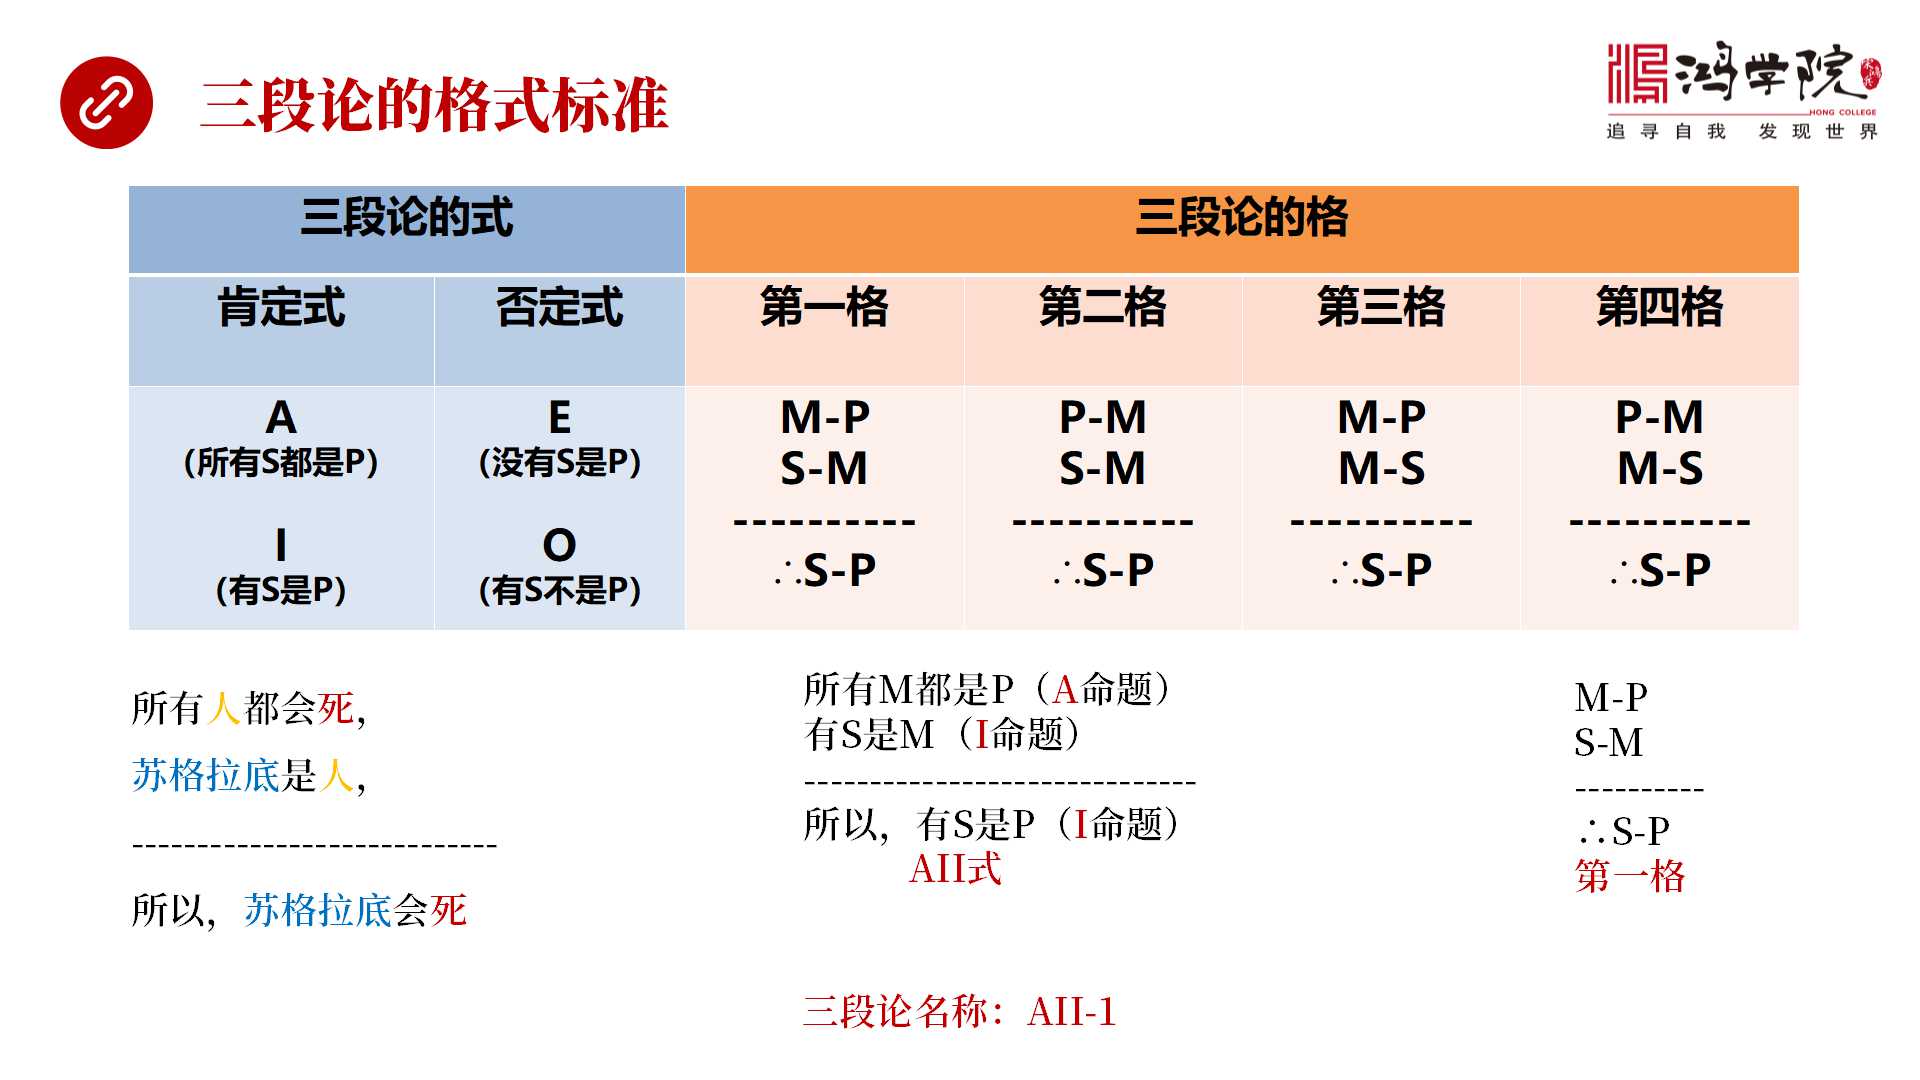 三段论的格式标准
鸿学院
HONG COLLEGE
追寻自我 发现世界
三段论的式 三段论的格
肯定式 否定式 第一格 第二格 第三格 第四格
A E M-P P-M M-P P-M
（所有S都是P） （没有S是P） S-M S-M M-S M-S
---------- ---------- ---------- ----------
I O ∴S-P ∴S-P ∴S-P ∴S-P
（有S是P） （有S不是P）
所有人都会死，
苏格拉底是人，
----------------------------
所以，苏格拉底会死
所有M都是P（A命题）
有S是M（I命题）
------------------------------
所以，有S是P（I命题）
AII式
M-P
S-M
----------
∴S-P
第一格
三段论名称：AII-1